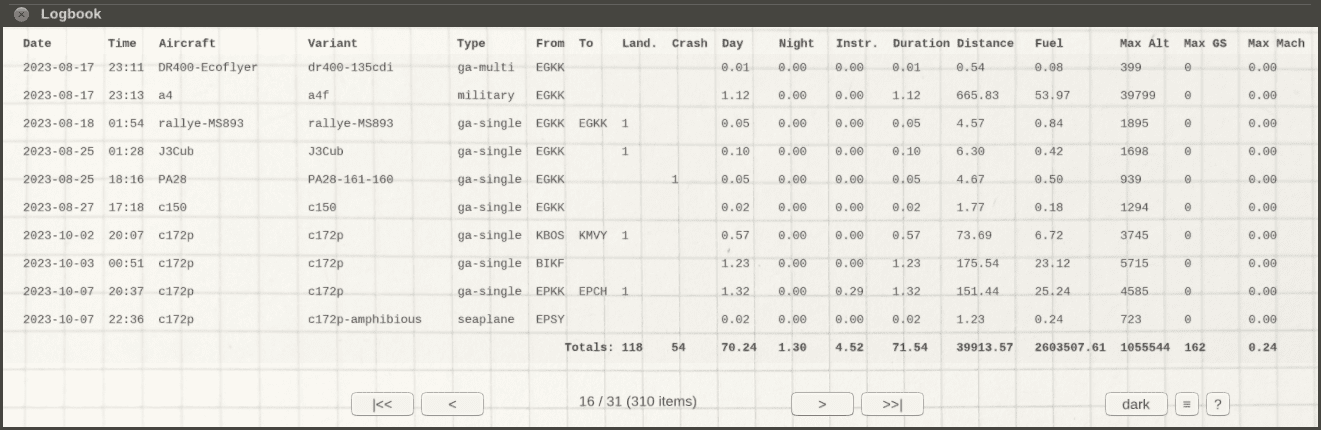 Logbook
Date Time Aircraft Variant Type From To Land. Crash Day Night Instr. Duration Distance Fuel Max Alt Max GS Max Mach
2023-08-17 23:11 DR400-Ecoflyer dr400-135cdi ga-multi EGKK 0.01 0.00 0.00 0.01 0.54 0.08 399 0 0.00
2023-08-17 23:13 a4 a4f military EGKK 1.12 0.00 0.00 1.12 665.83 53.97 39799 0 0.00
2023-08-18 01:54 rallye-MS893 rallye-MS893 ga-single EGKK EGKK 1 0.05 0.00 0.00 0.05 4.57 0.84 1895 0 0.00
2023-08-25 01:28 J3Cub J3Cub ga-single EGKK 1 0.10 0.00 0.00 0.10 6.30 0.42 1698 0 0.00
2023-08-25 18:16 PA28 PA28-161-160 ga-single EGKK 1 0.05 0.00 0.00 0.05 4.67 0.50 939 0 0.00
2023-08-27 17:18 c150 c150 ga-single EGKK 0.02 0.00 0.00 0.02 1.77 0.18 1294 0 0.00
2023-10-02 20:07 c172p c172p ga-single KBOS KMVY 1 0.57 0.00 0.00 0.57 73.69 6.72 3745 0 0.00
2023-10-03 00:51 c172p c172p ga-single BIKF 1.23 0.00 0.00 1.23 175.54 23.12 5715 0 0.00
2023-10-07 20:37 c172p c172p ga-single EPKK EPCH 1 1.32 0.00 0.29 1.32 151.44 25.24 4585 0 0.00
2023-10-07 22:36 c172p c172p-amphibious seaplane EPSY 0.02 0.00 0.00 0.02 1.23 0.24 723 0 0.00
Totals: 118 54 70.24 1.30 4.52 71.54 39913.57 2603507.61 1055544 162 0.24
|<< < 16 / 31 (310 items) > >>| dark ≡ ?